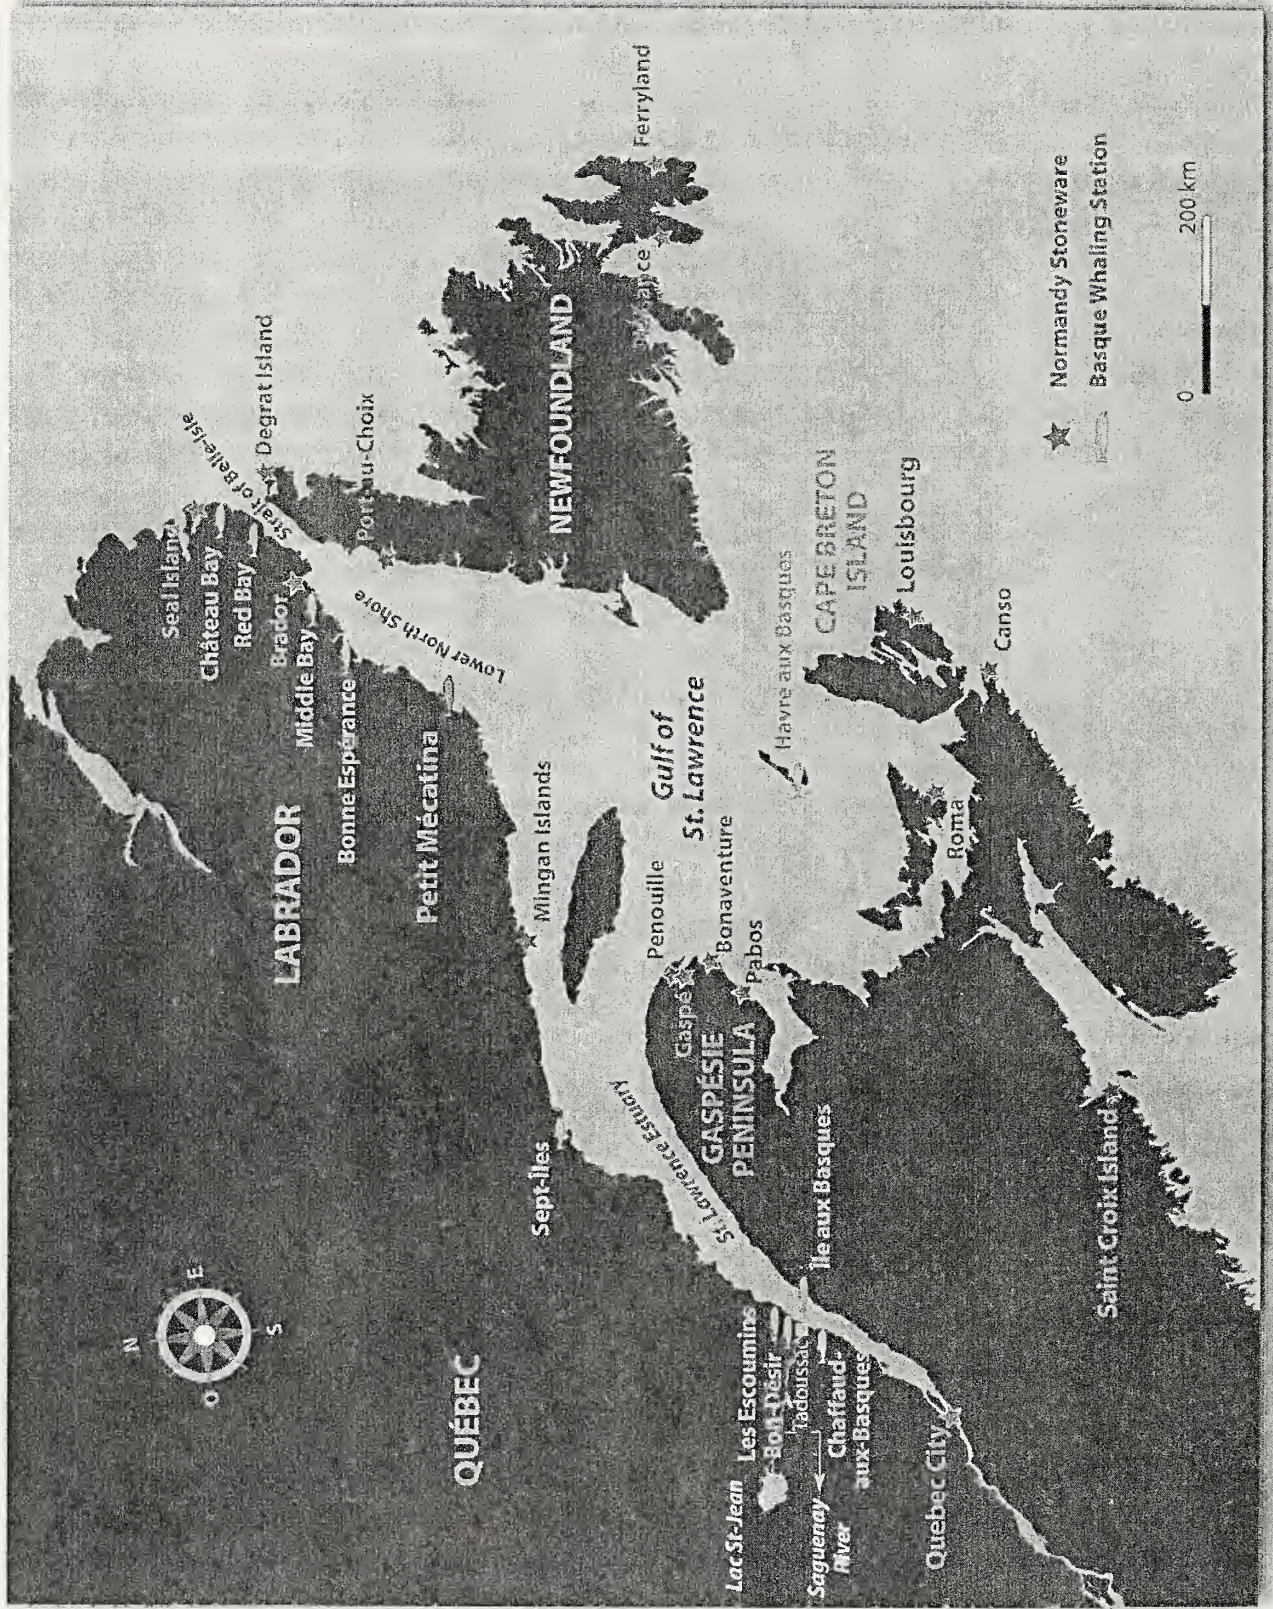 N
E
S
O
LABRADOR
QUÉBEC
NEWFOUNDLAND
GASPÉSIE
PENINSULA
CAPE BRETON
ISLAND
Gulf of
St. Lawrence
St. Lawrence Estuary
Lower North Shore
Strait of Belle-Isle
Seal Island
Château Bay
Red Bay
Brador
Middle Bay
Bonne Espérance
Petit Mécatina
Mingan Islands
Sept-Îles
Degrat Island
Port-au-Choix
Ferryland
Penouille
Gaspé
Bonaventure
Pabos
Havre aux Basques
Louisbourg
Canso
Roma
Île aux Basques
Les Escoumins
Bon-Désir
Tadoussac
Chaffaud-
aux-Basques
Lac St-Jean
Saguenay
River
Quebec City
Saint Croix Island
Normandy Stoneware
Basque Whaling Station
0
200 km